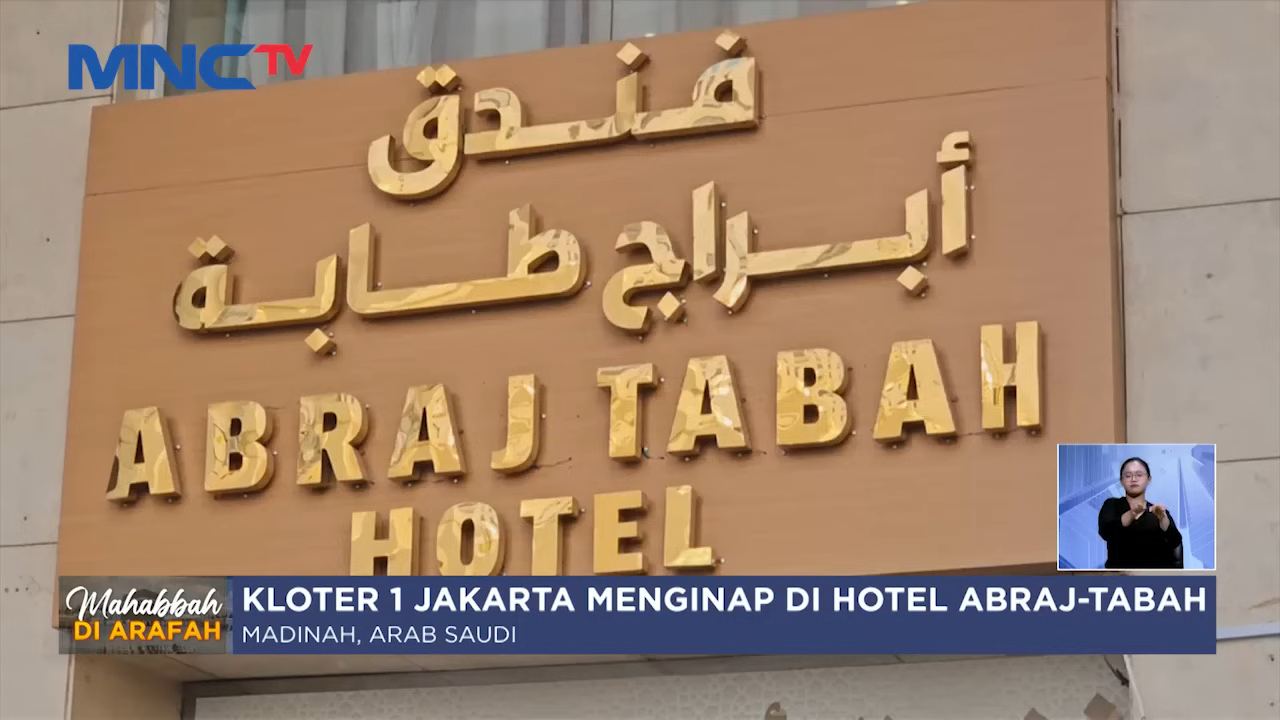 MNCTV
فندق
أبراج طابة
ABRAJ TABAH
HOTEL
Mahabbah
DI ARAFAH
KLOTER 1 JAKARTA MENGINAP DI HOTEL ABRAJ-TABAH
MADINAH, ARAB SAUDI